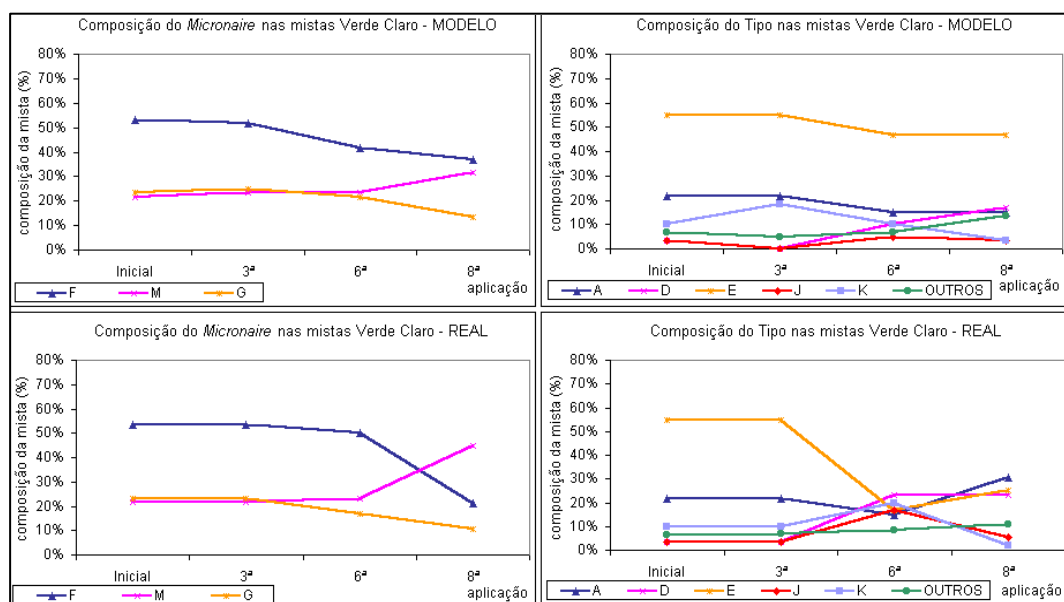 Composição do Micronaire nas mistas Verde Claro - MODELO
composição da mista (%)
80%
70%
60%
50%
40%
30%
20%
10%
0%
Inicial 3ª 6ª 8ª
aplicação
F M G
Composição do Tipo nas mistas Verde Claro - MODELO
composição da mista (%)
80%
70%
60%
50%
40%
30%
20%
10%
0%
Inicial 3ª 6ª 8ª
aplicação
A D E J K OUTROS
Composição do Micronaire nas mistas Verde Claro - REAL
composição da mista (%)
80%
70%
60%
50%
40%
30%
20%
10%
0%
Inicial 3ª 6ª 8ª
aplicação
F M G
Composição do Tipo nas mistas Verde Claro - REAL
composição da mista (%)
80%
70%
60%
50%
40%
30%
20%
10%
0%
Inicial 3ª 6ª 8ª
aplicação
A D E J K OUTROS